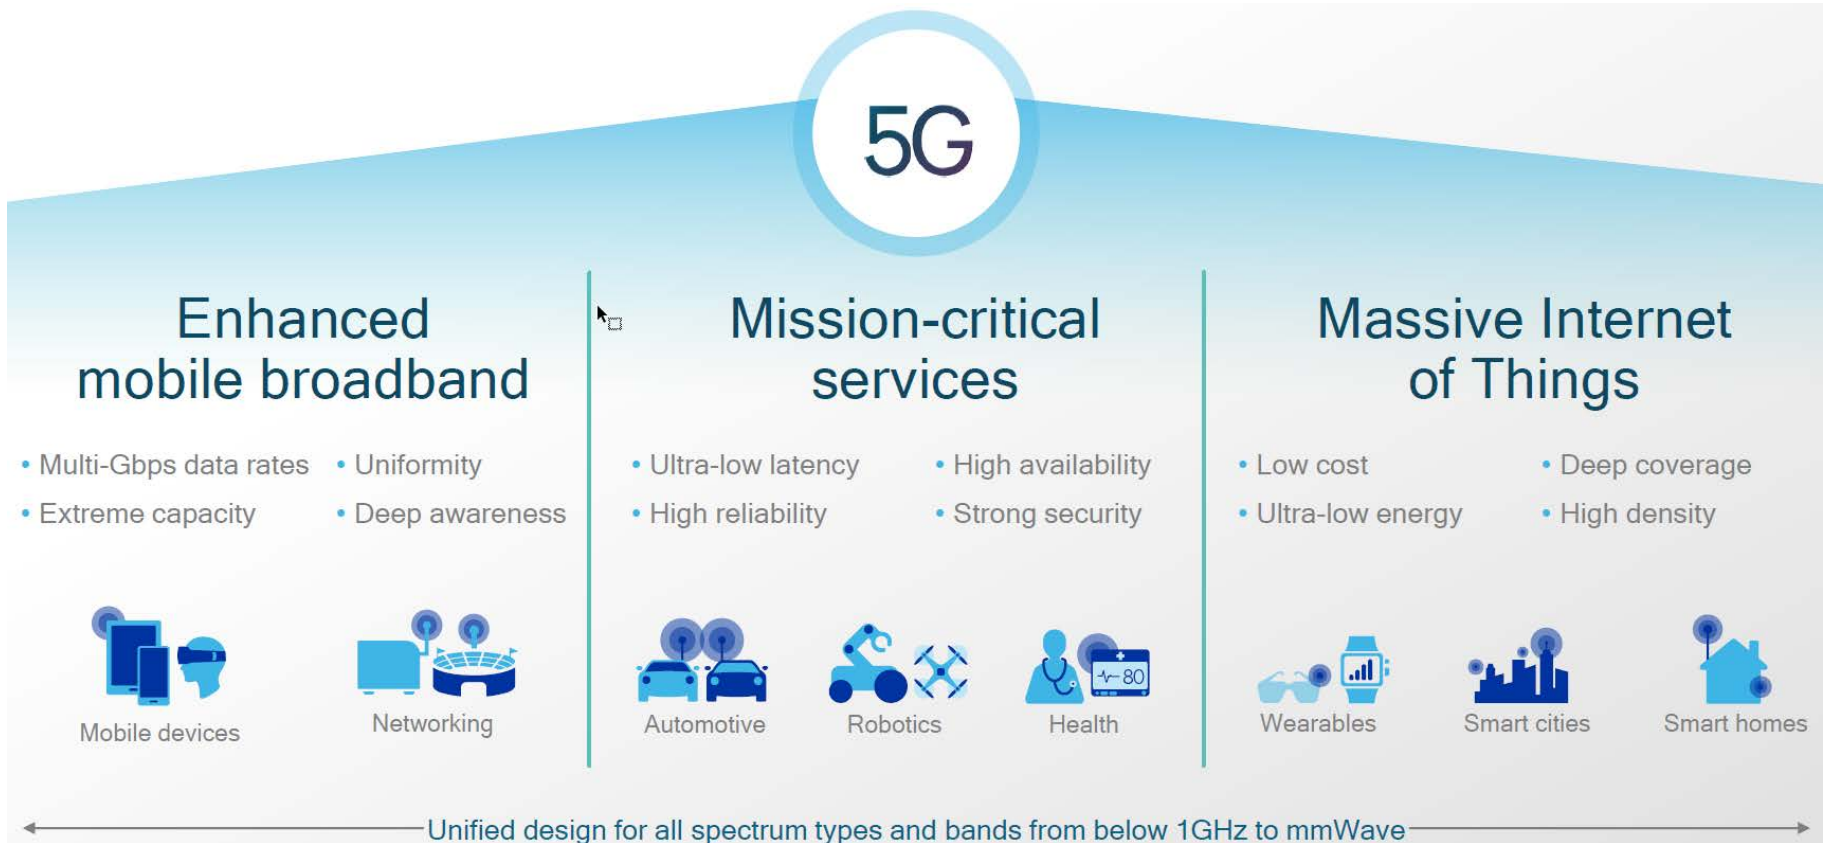 5G
Enhanced
mobile broadband
• Multi-Gbps data rates
• Uniformity
• Extreme capacity
• Deep awareness
Mobile devices
Networking
Mission-critical
services
• Ultra-low latency
• High availability
• High reliability
• Strong security
80
Automotive
Robotics
Health
Massive Internet
of Things
• Low cost
• Deep coverage
• Ultra-low energy
• High density
Wearables
Smart cities
Smart homes
Unified design for all spectrum types and bands from below 1GHz to mmWave